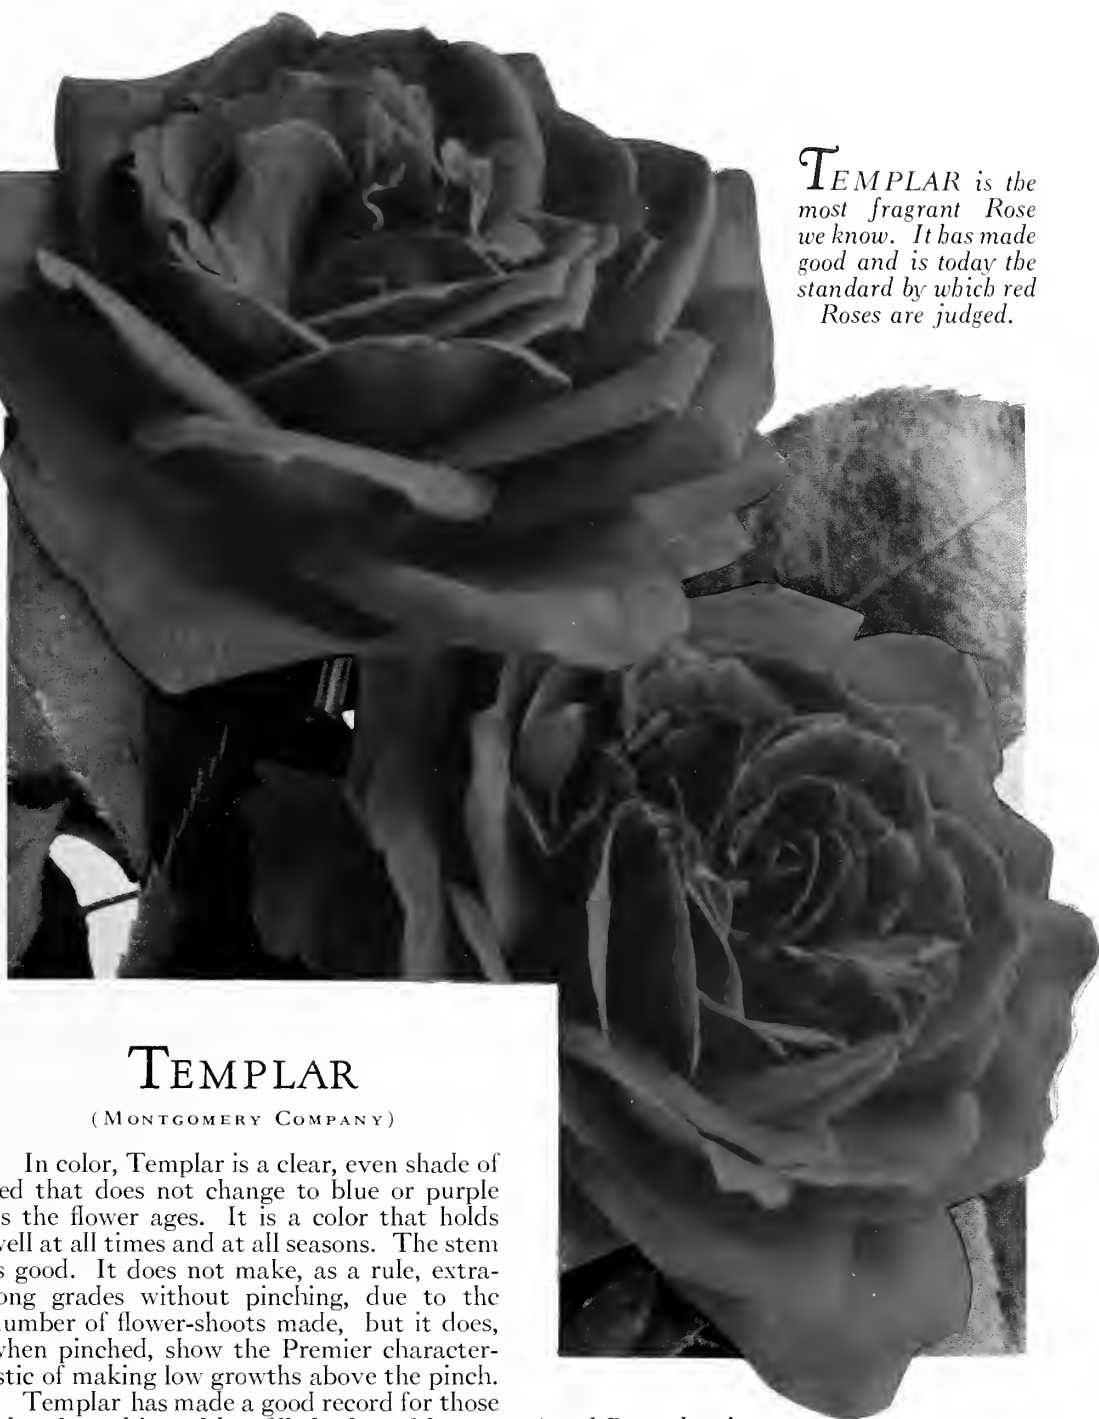 TEMPLAR is the
most fragrant Rose
we know. It has made
good and is today the
standard by which red
Roses are judged.
TEMPLAR
(MONTGOMERY COMPANY)
In color, Templar is a clear, even shade of
ed that does not change to blue or purple
s the flower ages. It is a color that holds
vell at all times and at all seasons. The stem
s good. It does not make, as a rule, extra-
ong grades without pinching, due to the
umber of flower-shoots made, but it does,
when pinched, show the Premier character-
stic of making low growths above the pinch.
Templar has made a good record for those